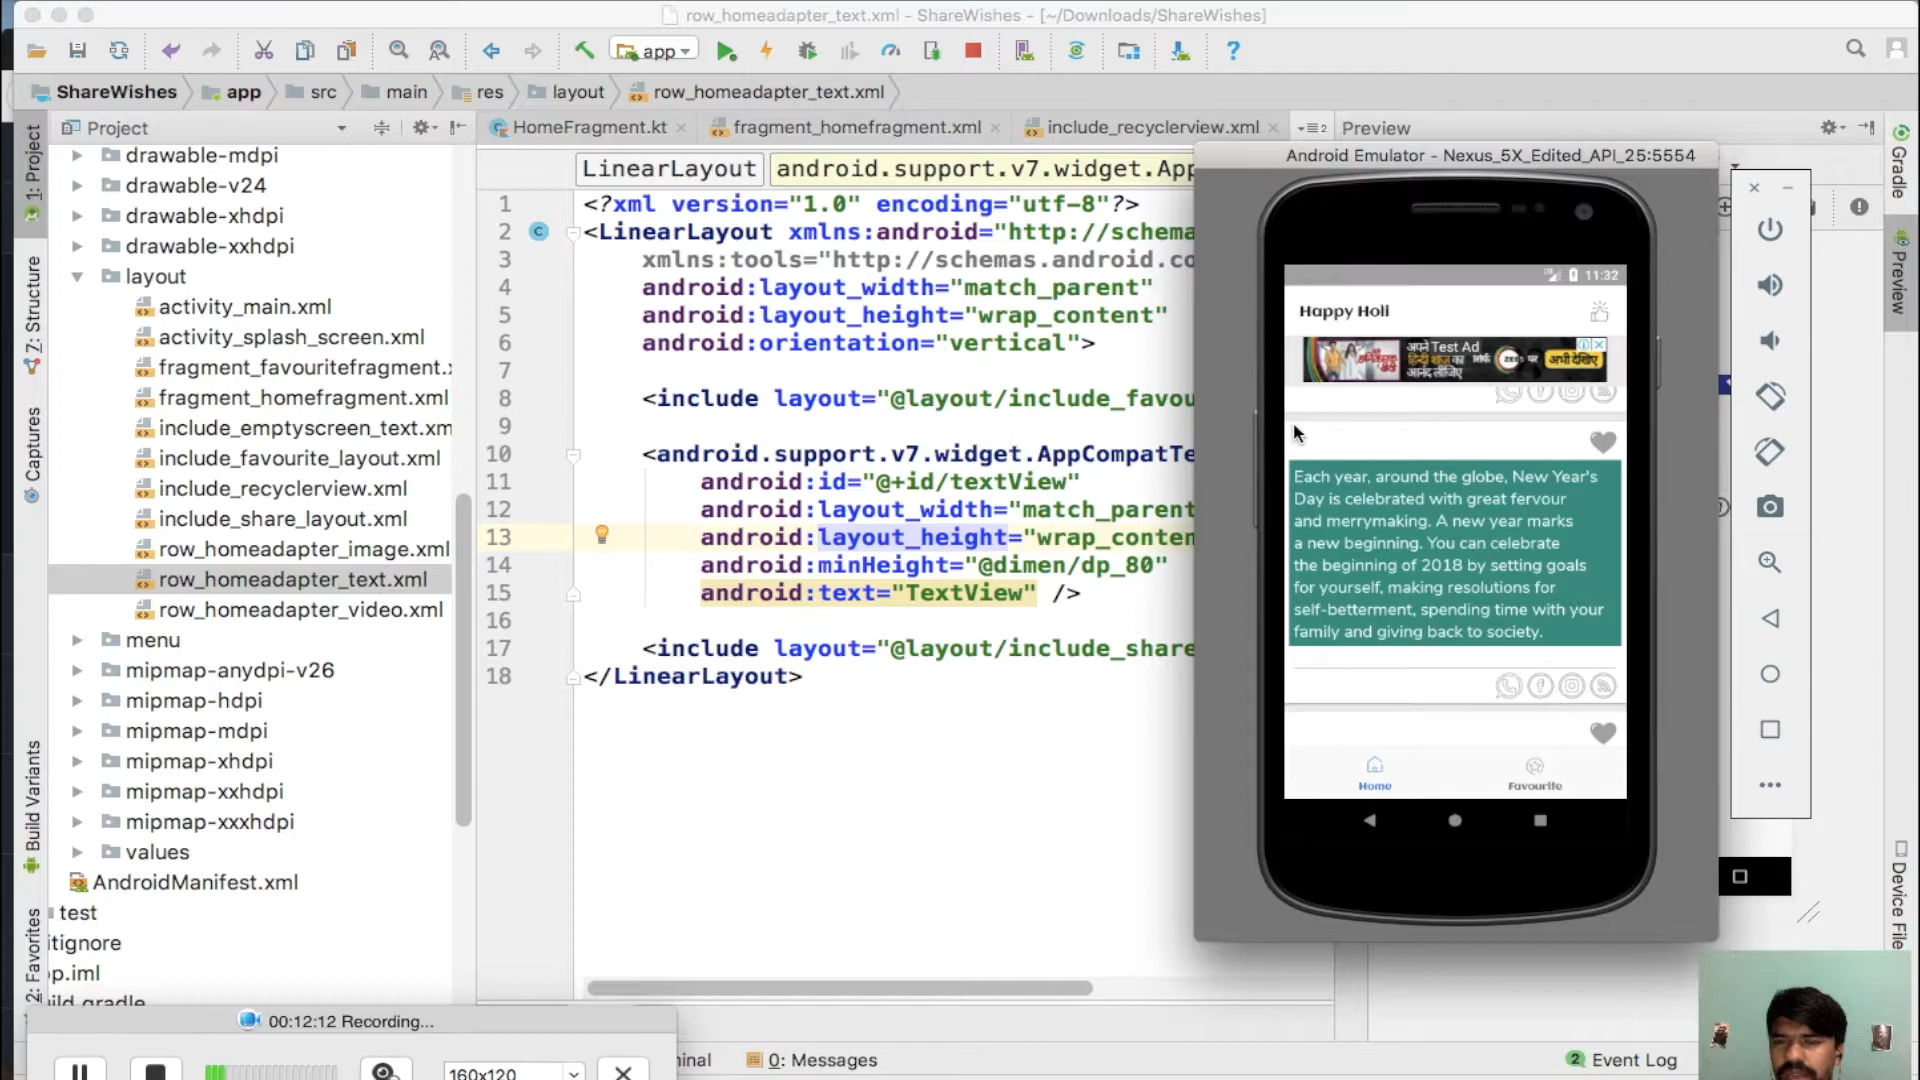 row_homeadapter_text.xml - ShareWishes - [~/Downloads/ShareWishes]
app
ShareWishes
app
src
main
res
layout
row_homeadapter_text.xml
Project
HomeFragment.kt
fragment_homefragment.xml
include_recyclerview.xml
2
Preview
1: Project
Z: Structure
Captures
Build Variants
2: Favorites
drawable-mdpi
drawable-v24
drawable-xhdpi
drawable-xxhdpi
layout
activity_main.xml
activity_splash_screen.xml
fragment_favouritefragment.
fragment_homefragment.xml
include_emptyscreen_text.xm
include_favourite_layout.xml
include_recyclerview.xml
include_share_layout.xml
row_homeadapter_image.xml
row_homeadapter_text.xml
row_homeadapter_video.xml
menu
mipmap-anydpi-v26
mipmap-hdpi
mipmap-mdpi
mipmap-xhdpi
mipmap-xxhdpi
mipmap-xxxhdpi
values
AndroidManifest.xml
test
itignore
p.iml
ild.gradle
LinearLayout
android.support.v7.widget.App
1 <?xml version="1.0" encoding="utf-8"?>
2 <LinearLayout xmlns:android="http://schema
3 xmlns:tools="http://schemas.android.co
4 android:layout_width="match_parent"
5 android:layout_height="wrap_content"
6 android:orientation="vertical">
7
8 <include layout="@layout/include_favou
9
10 <android.support.v7.widget.AppCompatTe
11 android:id="@+id/textView"
12 android:layout_width="match_parent
13 android:layout_height="wrap_conten
14 android:minHeight="@dimen/dp_80"
15 android:text="TextView" />
16
17 <include layout="@layout/include_share
18 </LinearLayout>
Android Emulator - Nexus_5X_Edited_API_25:5554
11:32
Happy Holi
अपने Test Ad
हिन्दी शोज़ का
आनंद लीजिए
पर
अभी देखिए
Each year, around the globe, New Year's
Day is celebrated with great fervour
and merrymaking. A new year marks
a new beginning. You can celebrate
the beginning of 2018 by setting goals
for yourself, making resolutions for
self-betterment, spending time with your
family and giving back to society.
Home
Favourite
Gradle
Preview
Device File
00:12:12 Recording...
160x120
minal
0: Messages
2 Event Log